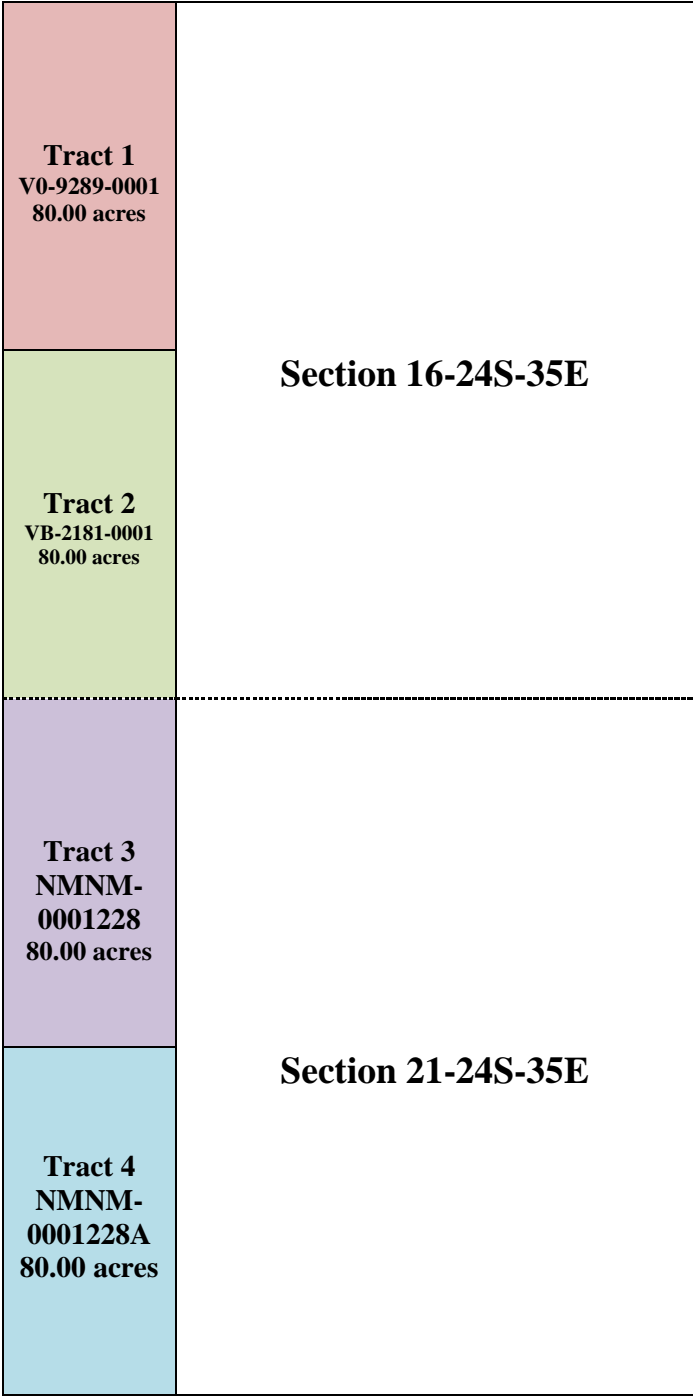 Tract 1
V0-9289-0001
80.00 acres
Section 16-24S-35E
Tract 2
VB-2181-0001
80.00 acres
Tract 3
NMNM-
0001228
80.00 acres
Section 21-24S-35E
Tract 4
NMNM-
0001228A
80.00 acres